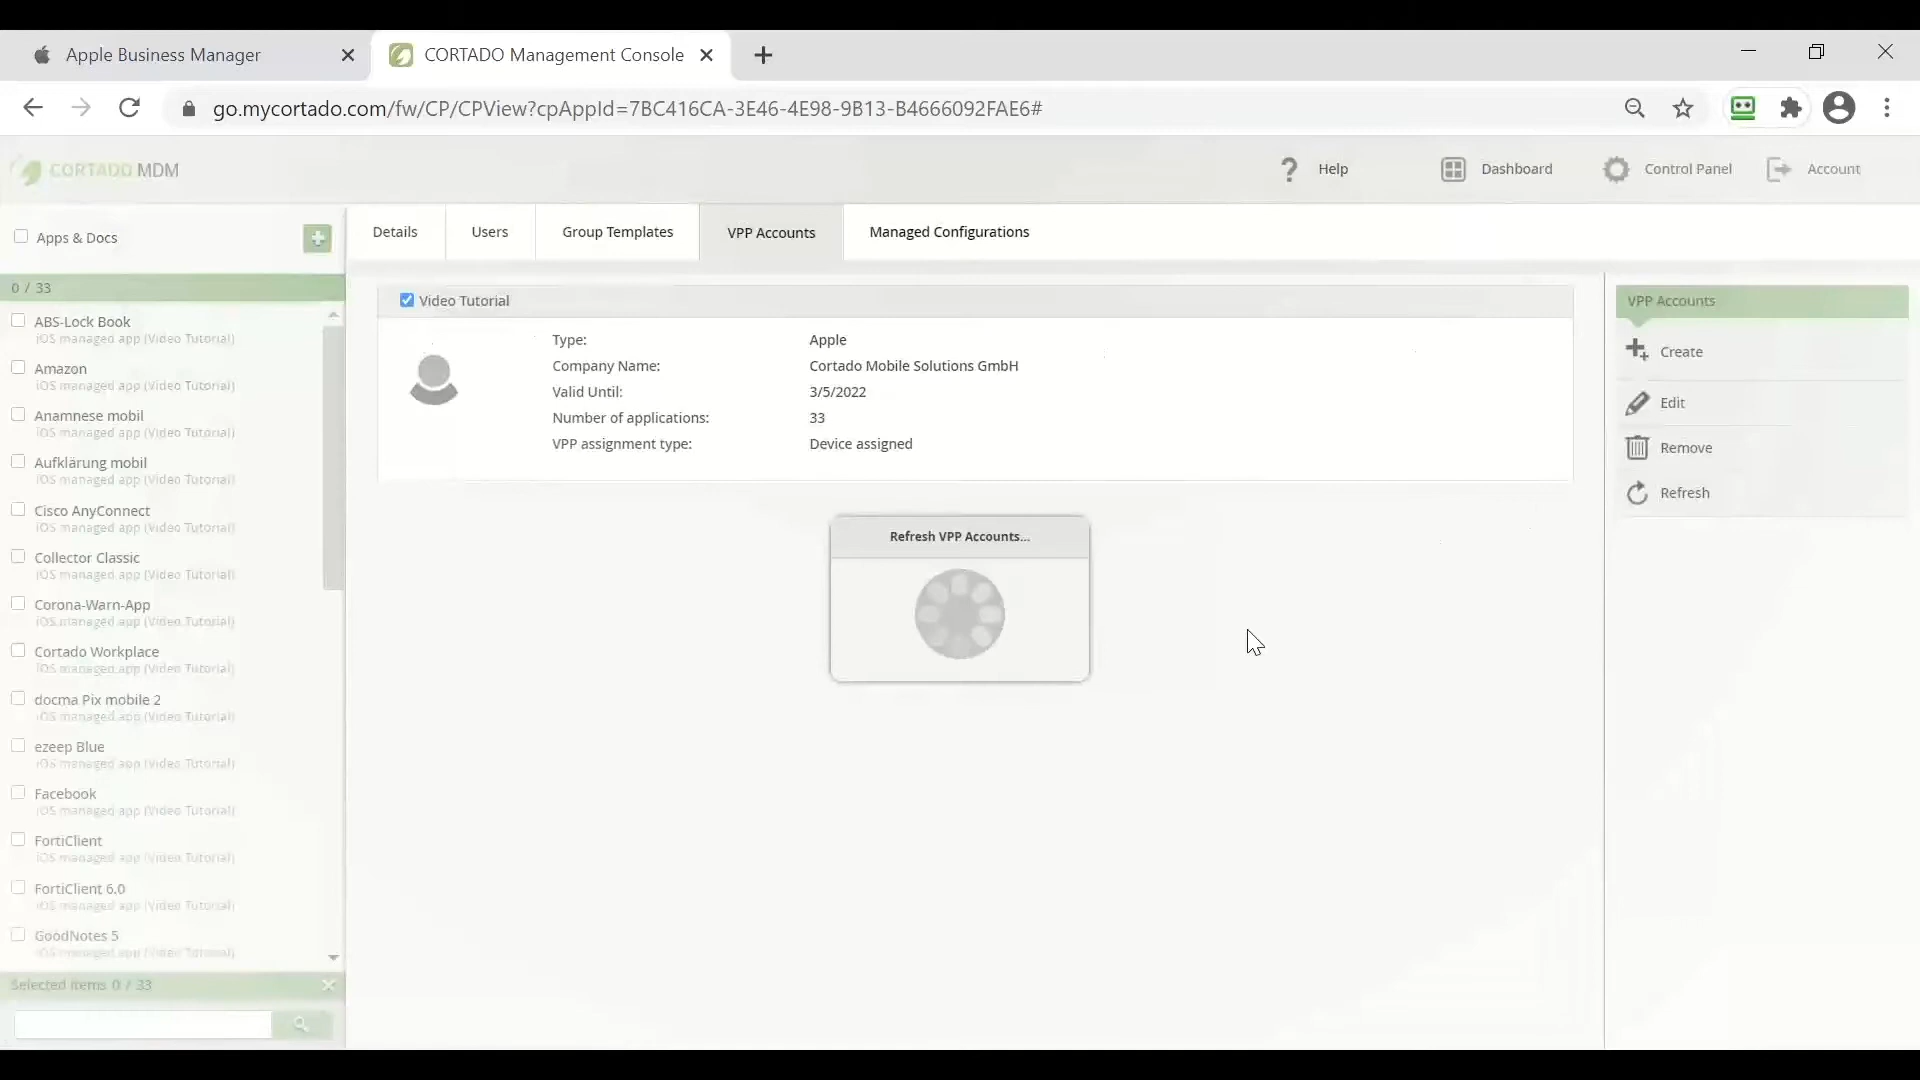 Apple Business Manager
CORTADO Management Console
go.mycortado.com/fw/CP/CPView?cpAppId=7BC416CA-3E46-4E98-9B13-B4666092FAE6#
CORTADO MDM
? Help
Dashboard
Control Panel
Account
Apps & Docs
Details
Users
Group Templates
VPP Accounts
Managed Configurations
0 / 33
ABS-Lock Book
iOS managed app (Video Tutorial)
Amazon
iOS managed app (Video Tutorial)
Anamnese mobil
iOS managed app (Video Tutorial)
Aufklärung mobil
iOS managed app (Video Tutorial)
Cisco AnyConnect
iOS managed app (Video Tutorial)
Collector Classic
iOS managed app (Video Tutorial)
Corona-Warn-App
iOS managed app (Video Tutorial)
Cortado Workplace
iOS managed app (Video Tutorial)
docma Pix mobile 2
iOS managed app (Video Tutorial)
ezeep Blue
iOS managed app (Video Tutorial)
Facebook
iOS managed app (Video Tutorial)
FortiClient
iOS managed app (Video Tutorial)
FortiClient 6.0
iOS managed app (Video Tutorial)
GoodNotes 5
iOS managed app (Video Tutorial)
Selected items 0 / 33
Video Tutorial
Type: Apple
Company Name: Cortado Mobile Solutions GmbH
Valid Until: 3/5/2022
Number of applications: 33
VPP assignment type: Device assigned
Refresh VPP Accounts...
VPP Accounts
Create
Edit
Remove
Refresh